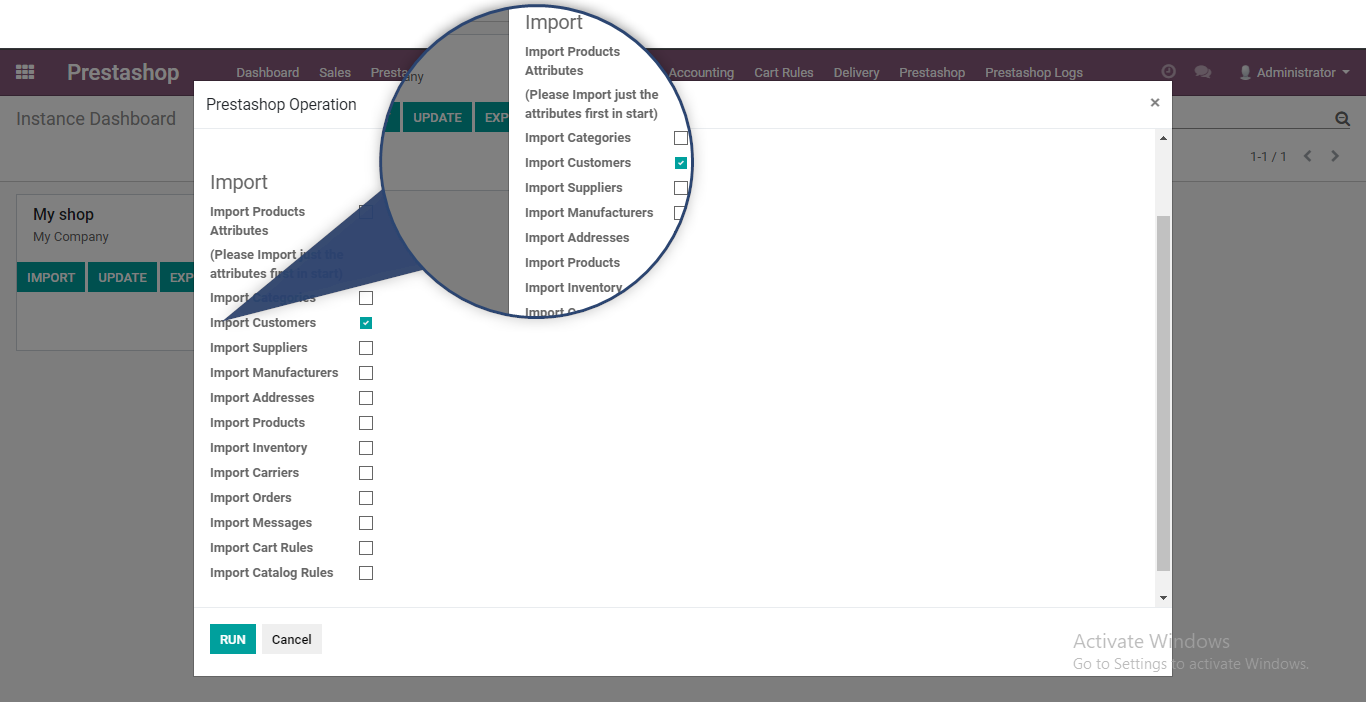 Prestashop
Dashboard
Sales
Presta
Accounting
Cart Rules
Delivery
Prestashop
Prestashop Logs
Administrator
Instance Dashboard
1-1 / 1
My shop
My Company
IMPORT
UPDATE
EXP
Prestashop Operation
×
Import
Import Products
Attributes
(Please Import just the
attributes first in start)
Import Categories
Import Customers
Import Suppliers
Import Manufacturers
Import Addresses
Import Products
Import Inventory
Import Carriers
Import Orders
Import Messages
Import Cart Rules
Import Catalog Rules
RUN
Cancel
any
UPDATE
EXP
Import
Import Products
Attributes
(Please Import just the
attributes first in start)
Import Categories
Import Customers
Import Suppliers
Import Manufacturers
Import Addresses
Import Products
Import Inventory
Import O
Activate Windows
Go to Settings to activate Windows.